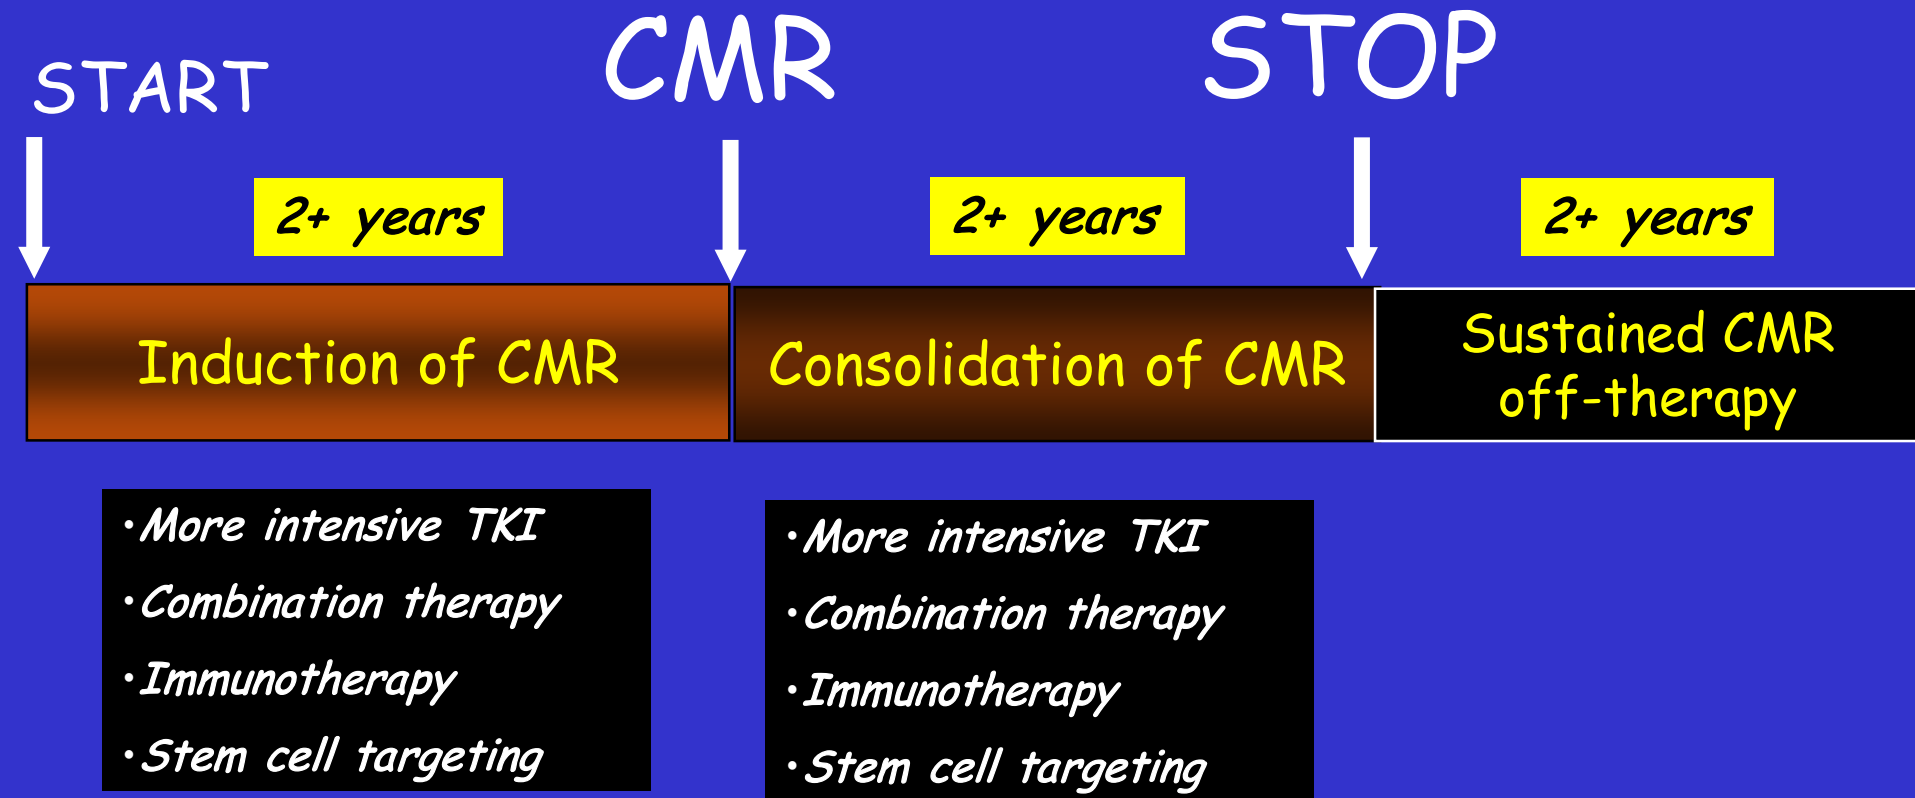 START
CMR
STOP
2+ years
2+ years
2+ years
Induction of CMR
Consolidation of CMR
Sustained CMR
off-therapy
•More intensive TKI
•Combination therapy
•Immunotherapy
•Stem cell targeting
•More intensive TKI
•Combination therapy
•Immunotherapy
•Stem cell targeting